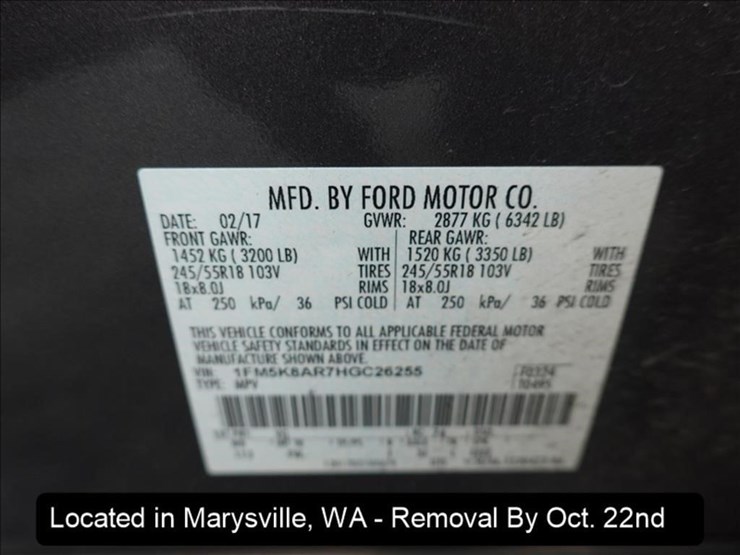 MFD. BY FORD MOTOR CO.
DATE: 02/17 GVWR: 2877 KG ( 6342 LB)
FRONT GAWR: REAR GAWR:
1452 KG ( 3200 LB) WITH 1520 KG ( 3350 LB) WITH
245/55R18 103V TIRES 245/55R18 103V TIRES
18x8.0J RIMS 18x8.0J RIMS
AT 250 kPa/ 36 PSI COLD AT 250 kPa/ 36 PSI COLD
THIS VEHICLE CONFORMS TO ALL APPLICABLE FEDERAL MOTOR
VEHICLE SAFETY STANDARDS IN EFFECT ON THE DATE OF
MANUFACTURE SHOWN ABOVE.
VIN: 1FM5K8AR7HGC26255
TYPE: MPV
Located in Marysville, WA - Removal By Oct. 22nd